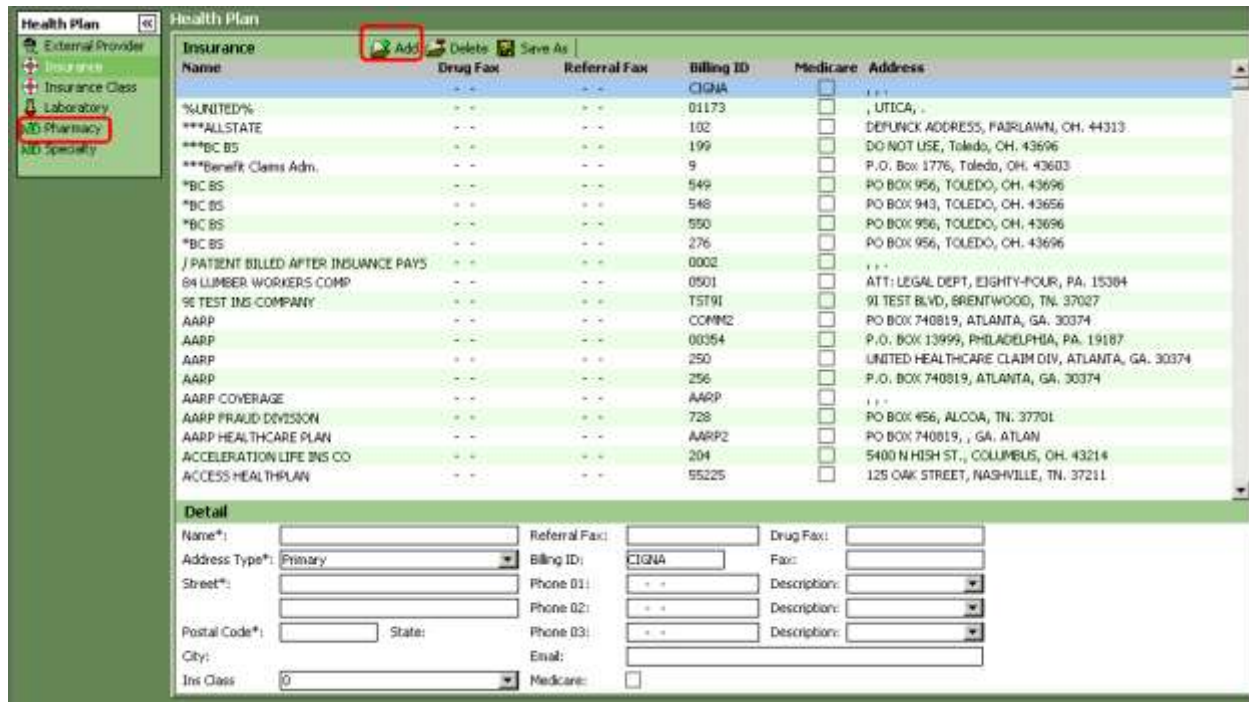 Health Plan «
External Provider
Insurance
Insurance Class
Laboratory
Pharmacy
Specialty
Health Plan
Insurance Add Delete Save As
Name Drug Fax Referral Fax Billing ID Medicare Address
- - - - CIGNA , , .
%UNITED% - - - - 01173 , UTICA, .
***ALLSTATE - - - - 102 DEFUNCK ADDRESS, FAIRLAWN, OH. 44313
***BC BS - - - - 199 DO NOT USE, Toledo, OH. 43696
***Benefit Claims Adm. - - - - 9 P.O. Box 1776, Toledo, OH. 43603
*BC BS - - - - 549 PO BOX 956, TOLEDO, OH. 43696
*BC BS - - - - 548 PO BOX 943, TOLEDO, OH. 43656
*BC BS - - - - 550 PO BOX 956, TOLEDO, OH. 43696
*BC BS - - - - 276 PO BOX 956, TOLEDO, OH. 43696
/ PATIENT BILLED AFTER INSUANCE PAYS - - - - 0002 , , .
84 LUMBER WORKERS COMP - - - - 0501 ATT: LEGAL DEPT, EIGHTY-FOUR, PA. 15384
9I TEST INS COMPANY - - - - TST9I 9I TEST BLVD, BRENTWOOD, TN. 37027
AARP - - - - COMM2 PO BOX 740819, ATLANTA, GA. 30374
AARP - - - - 00354 P.O. BOX 13999, PHILADELPHIA, PA. 19187
AARP - - - - 250 UNITED HEALTHCARE CLAIM DIV, ATLANTA, GA. 30374
AARP - - - - 256 P.O. BOX 740819, ATLANTA, GA. 30374
AARP COVERAGE - - - - AARP , , .
AARP FRAUD DIVISION - - - - 728 PO BOX 456, ALCOA, TN. 37701
AARP HEALTHCARE PLAN - - - - AARP2 PO BOX 740819, , GA. ATLAN
ACCELERATION LIFE INS CO - - - - 204 5400 N HISH ST., COLUMBUS, OH. 43214
ACCESS HEALTHPLAN - - - - 55225 125 OAK STREET, NASHVILLE, TN. 37211
Detail
Name*: Referral Fax: Drug Fax:
Address Type*: Primary Billing ID: CIGNA Fax:
Street*: Phone 01: - - Description:
Phone 02: - - Description:
Postal Code*: State: Phone 03: - - Description:
City: Email:
Ins Class 0 Medicare: